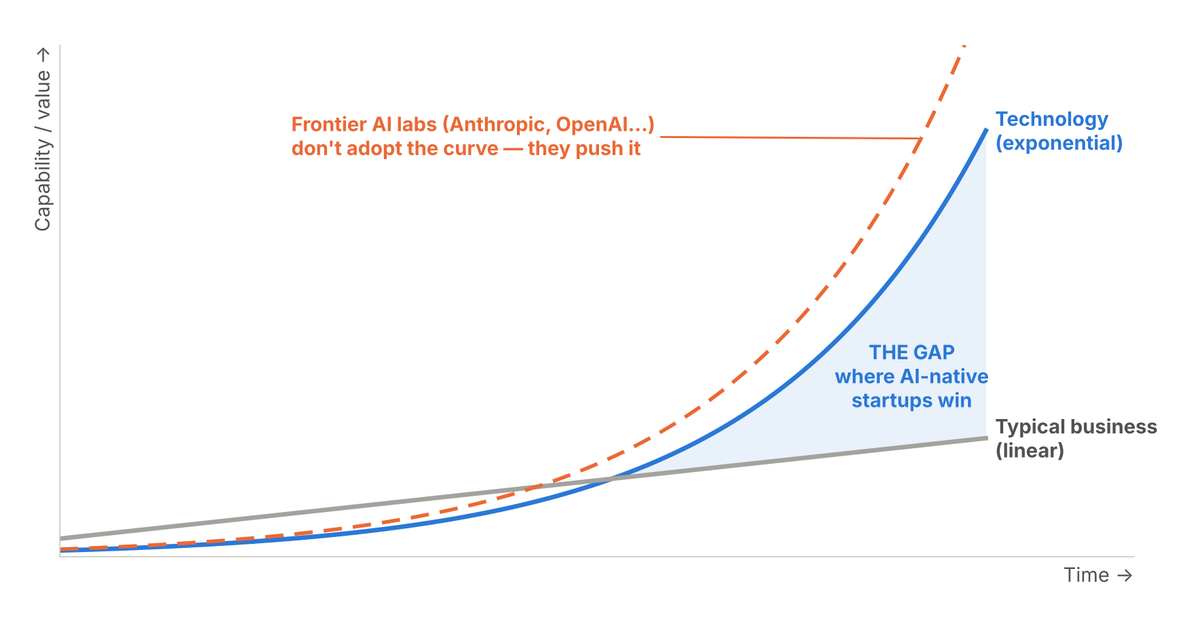 Capability / value →
Frontier AI labs (Anthropic, OpenAI...)
don't adopt the curve — they push it
Technology
(exponential)
THE GAP
where AI-native
startups win
Typical business
(linear)
Time →